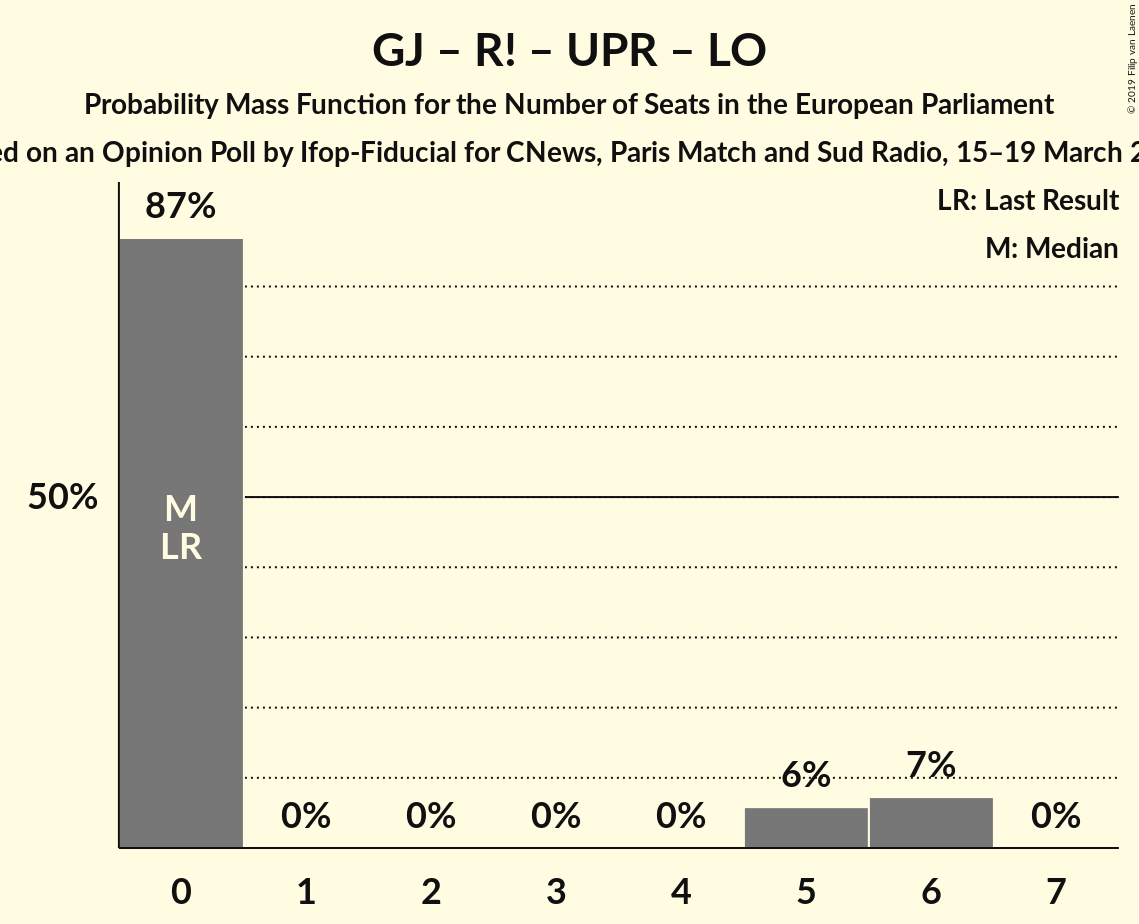 GJ – R! – UPR – LO
Probability Mass Function for the Number of Seats in the European Parliament
on an Opinion Poll by Ifop-Fiducial for CNews, Paris Match and Sud Radio, 15–19 March
© 2019 Filip van Laenen
LR: Last Result
M: Median
87%
50%
M
LR
6%
7%
0%
0%
0%
0%
0%
0
1
2
3
4
5
6
7